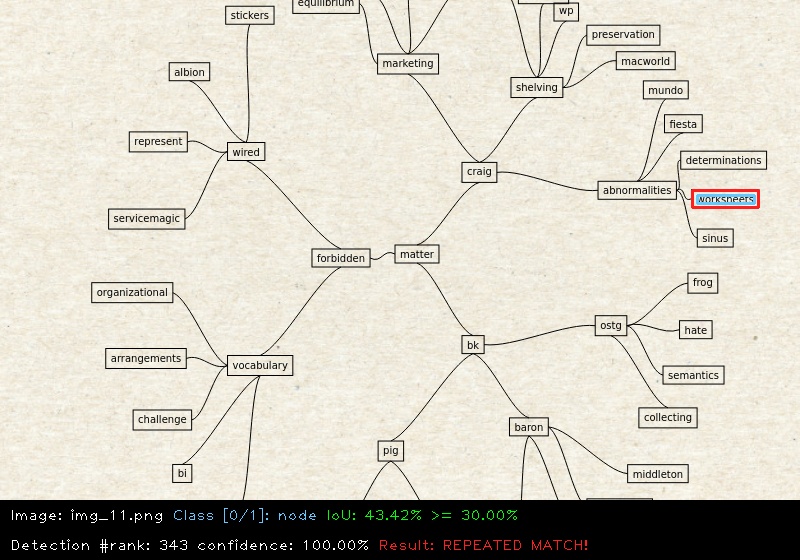 stickers
equilibrium
wp
marketing
preservation
shelving
macworld
albion
mundo
fiesta
represent
wired
craig
determinations
abnormalities
worksheets
servicemagic
sinus
forbidden
matter
organizational
frog
ostg
hate
bk
arrangements
vocabulary
semantics
challenge
collecting
baron
pig
bi
middleton
Image: img_11.png Class [0/1]: node IoU: 43.42% >= 30.00%
Detection #rank: 343 confidence: 100.00% Result: REPEATED MATCH!